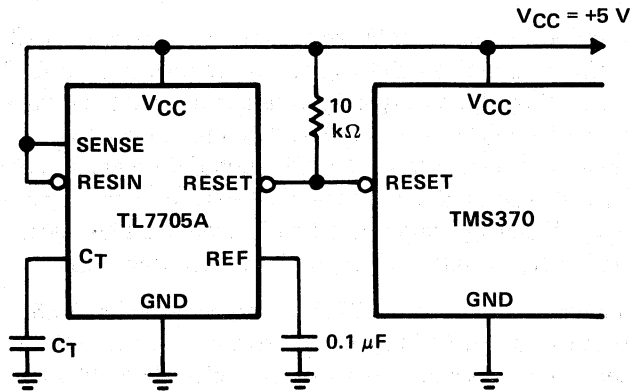 VCC = +5 V
VCC
SENSE
RESIN
RESET
TL7705A
CT
REF
GND
CT
0.1 µF
10
kΩ
VCC
RESET
TMS370
GND